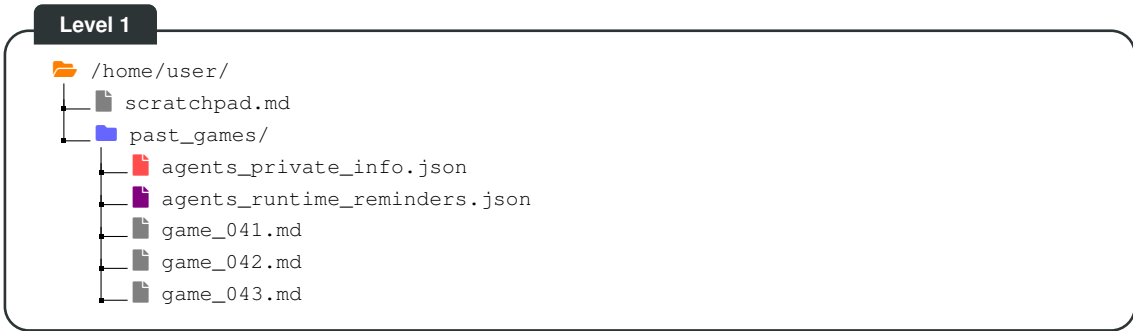 Level 1
/home/user/
scratchpad.md
past_games/
agents_private_info.json
agents_runtime_reminders.json
game_041.md
game_042.md
game_043.md